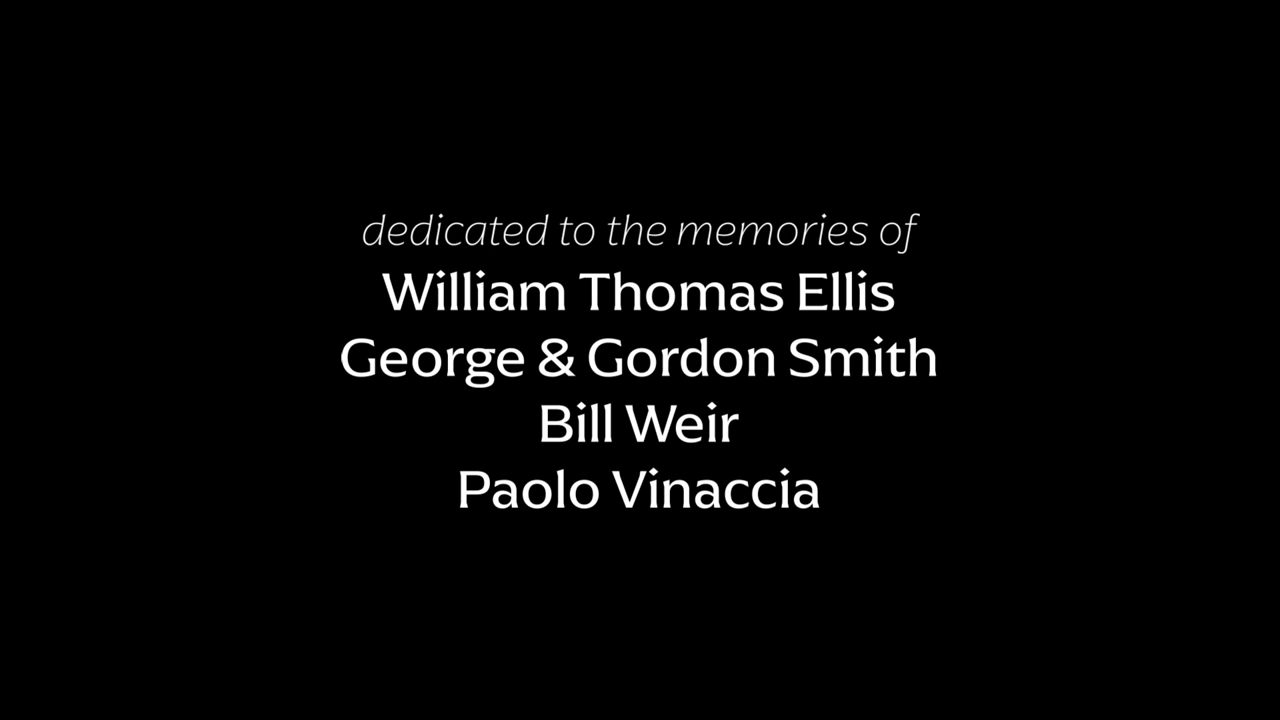 dedicated to the memories of
William Thomas Ellis
George & Gordon Smith
Bill Weir
Paolo Vinaccia